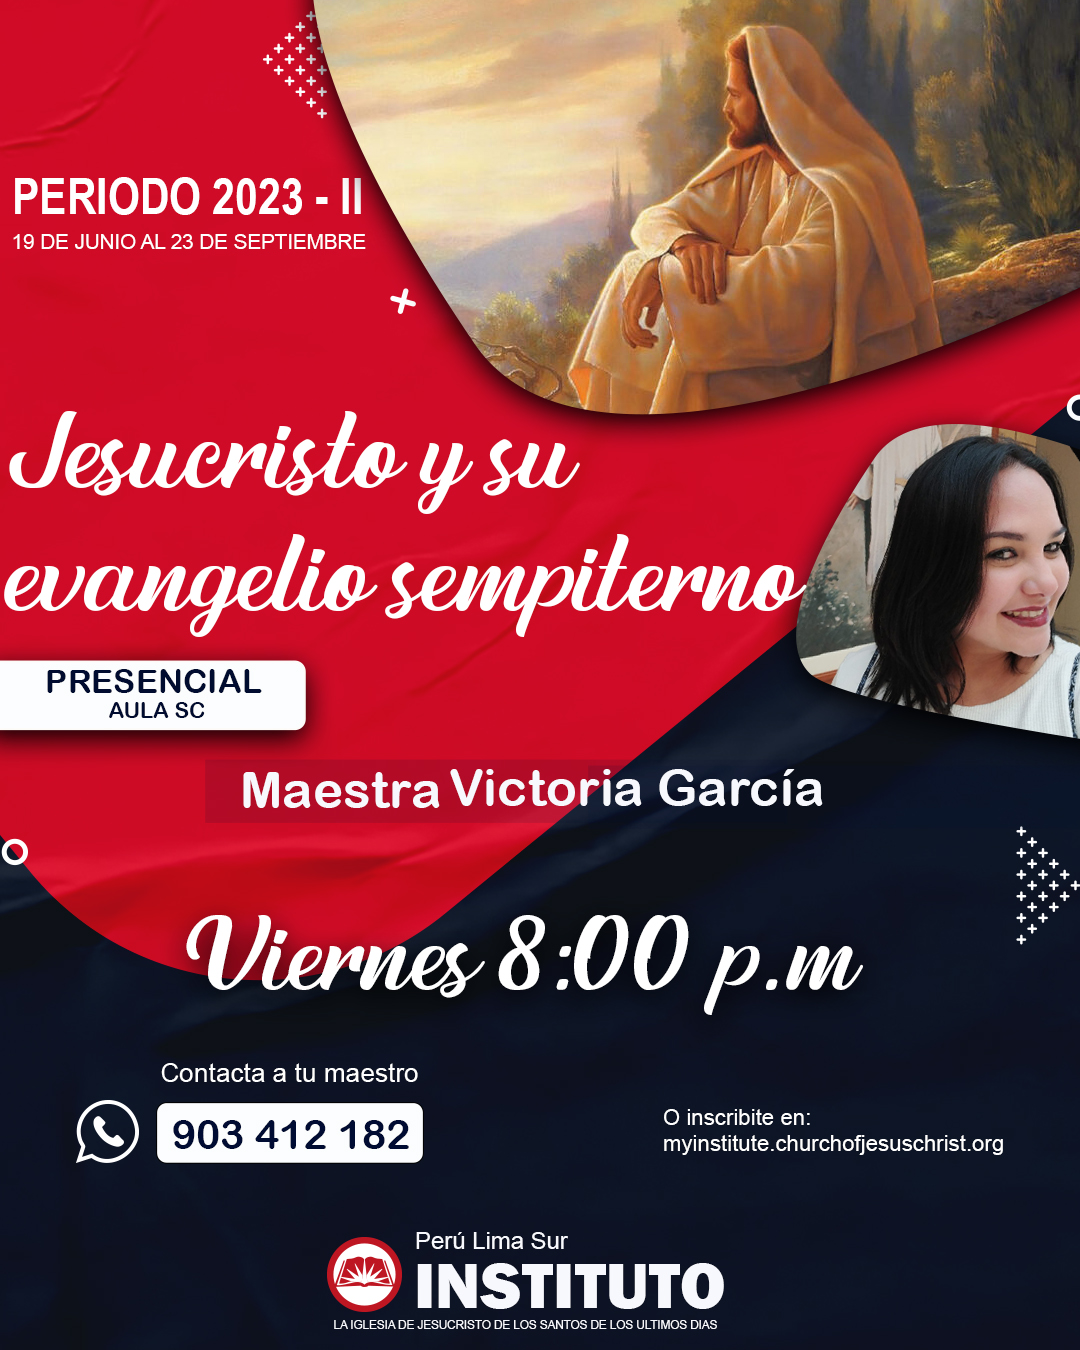 PERIODO 2023 - II
19 DE JUNIO AL 23 DE SEPTIEMBRE
Jesucristo y su
evangelio sempiterno
PRESENCIAL
AULA SC
Maestra Victoria García
Viernes 8:00 p.m
Contacta a tu maestro
903 412 182
O inscribite en:
myinstitute.churchofjesuschrist.org
Perú Lima Sur
INSTITUTO
LA IGLESIA DE JESUCRISTO DE LOS SANTOS DE LOS ULTIMOS DIAS